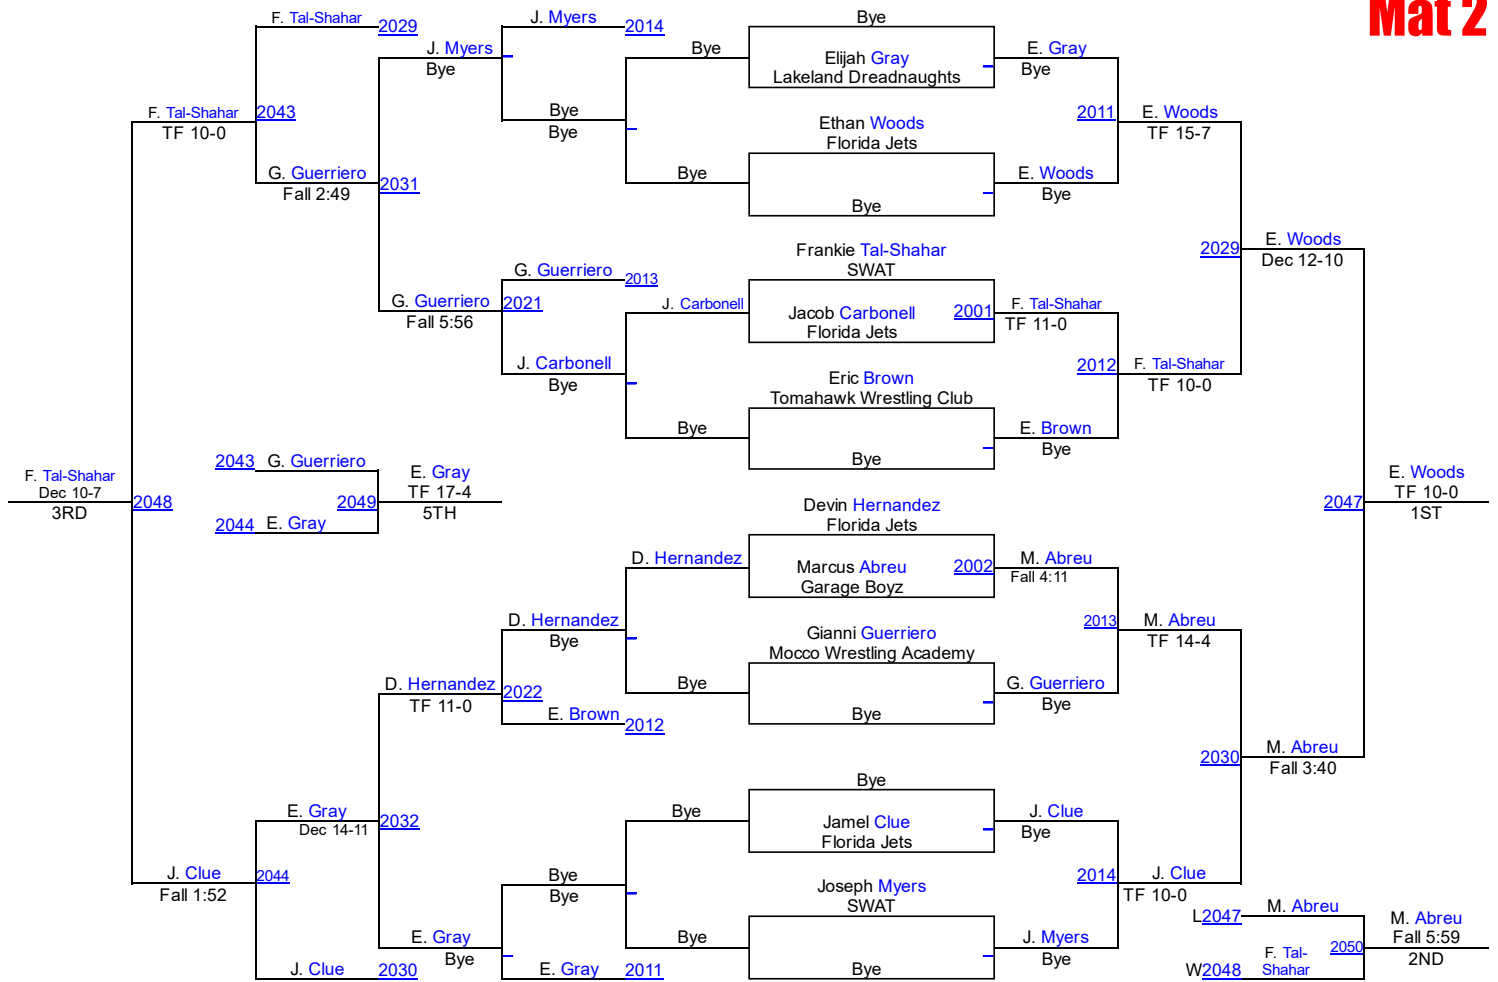 Mat 2
F. Tal-Shahar
2029
J. Myers
2014
Bye
J. Myers
Bye
Bye
Elijah Gray
Lakeland Dreadnaughts
E. Gray
Bye
F. Tal-Shahar
TF 10-0
2043
Bye
Bye
Ethan Woods
Florida Jets
2011
E. Woods
TF 15-7
G. Guerriero
Fall 2:49
2031
Bye
E. Woods
Bye
Bye
Frankie Tal-Shahar
SWAT
2029
E. Woods
Dec 12-10
G. Guerriero
2013
G. Guerriero
Fall 5:56
2021
J. Carbonell
Jacob Carbonell
Florida Jets
2001
F. Tal-Shahar
TF 11-0
J. Carbonell
Bye
Eric Brown
Tomahawk Wrestling Club
2012
F. Tal-Shahar
TF 10-0
Bye
E. Brown
Bye
Bye
2043
G. Guerriero
F. Tal-Shahar
Dec 10-7
3RD
2048
2049
E. Gray
TF 17-4
5TH
2044
E. Gray
2047
E. Woods
TF 10-0
1ST
Devin Hernandez
Florida Jets
D. Hernandez
Marcus Abreu
Garage Boyz
2002
M. Abreu
Fall 4:11
D. Hernandez
Bye
Gianni Guerriero
Mocco Wrestling Academy
2013
M. Abreu
TF 14-4
D. Hernandez
TF 11-0
2022
Bye
G. Guerriero
Bye
E. Brown
2012
Bye
2030
M. Abreu
Fall 3:40
Bye
E. Gray
Dec 14-11
2032
Bye
Jamel Clue
Florida Jets
J. Clue
Bye
J. Clue
Fall 1:52
2044
Bye
Bye
Joseph Myers
SWAT
2014
J. Clue
TF 10-0
L2047
M. Abreu
E. Gray
Bye
Bye
J. Myers
Bye
2050
M. Abreu
Fall 5:59
2ND
J. Clue
2030
E. Gray
2011
Bye
W2048
F. Tal-
Shahar